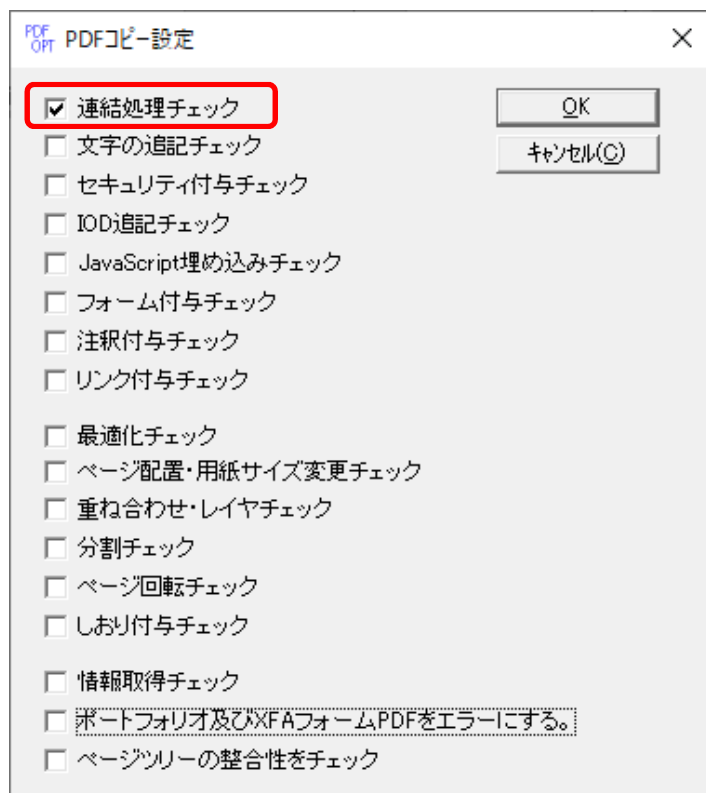 PDF OPT PDFコピー設定
連結処理チェック
OK
文字の追記チェック
キャンセル(C)
セキュリティ付与チェック
IOD追記チェック
JavaScript埋め込みチェック
フォーム付与チェック
注釈付与チェック
リンク付与チェック
最適化チェック
ページ配置・用紙サイズ変更チェック
重ね合わせ・レイヤチェック
分割チェック
ページ回転チェック
しおり付与チェック
情報取得チェック
ポートフォリオ及びXFAフォームPDFをエラーにする。
ページツリーの整合性をチェック